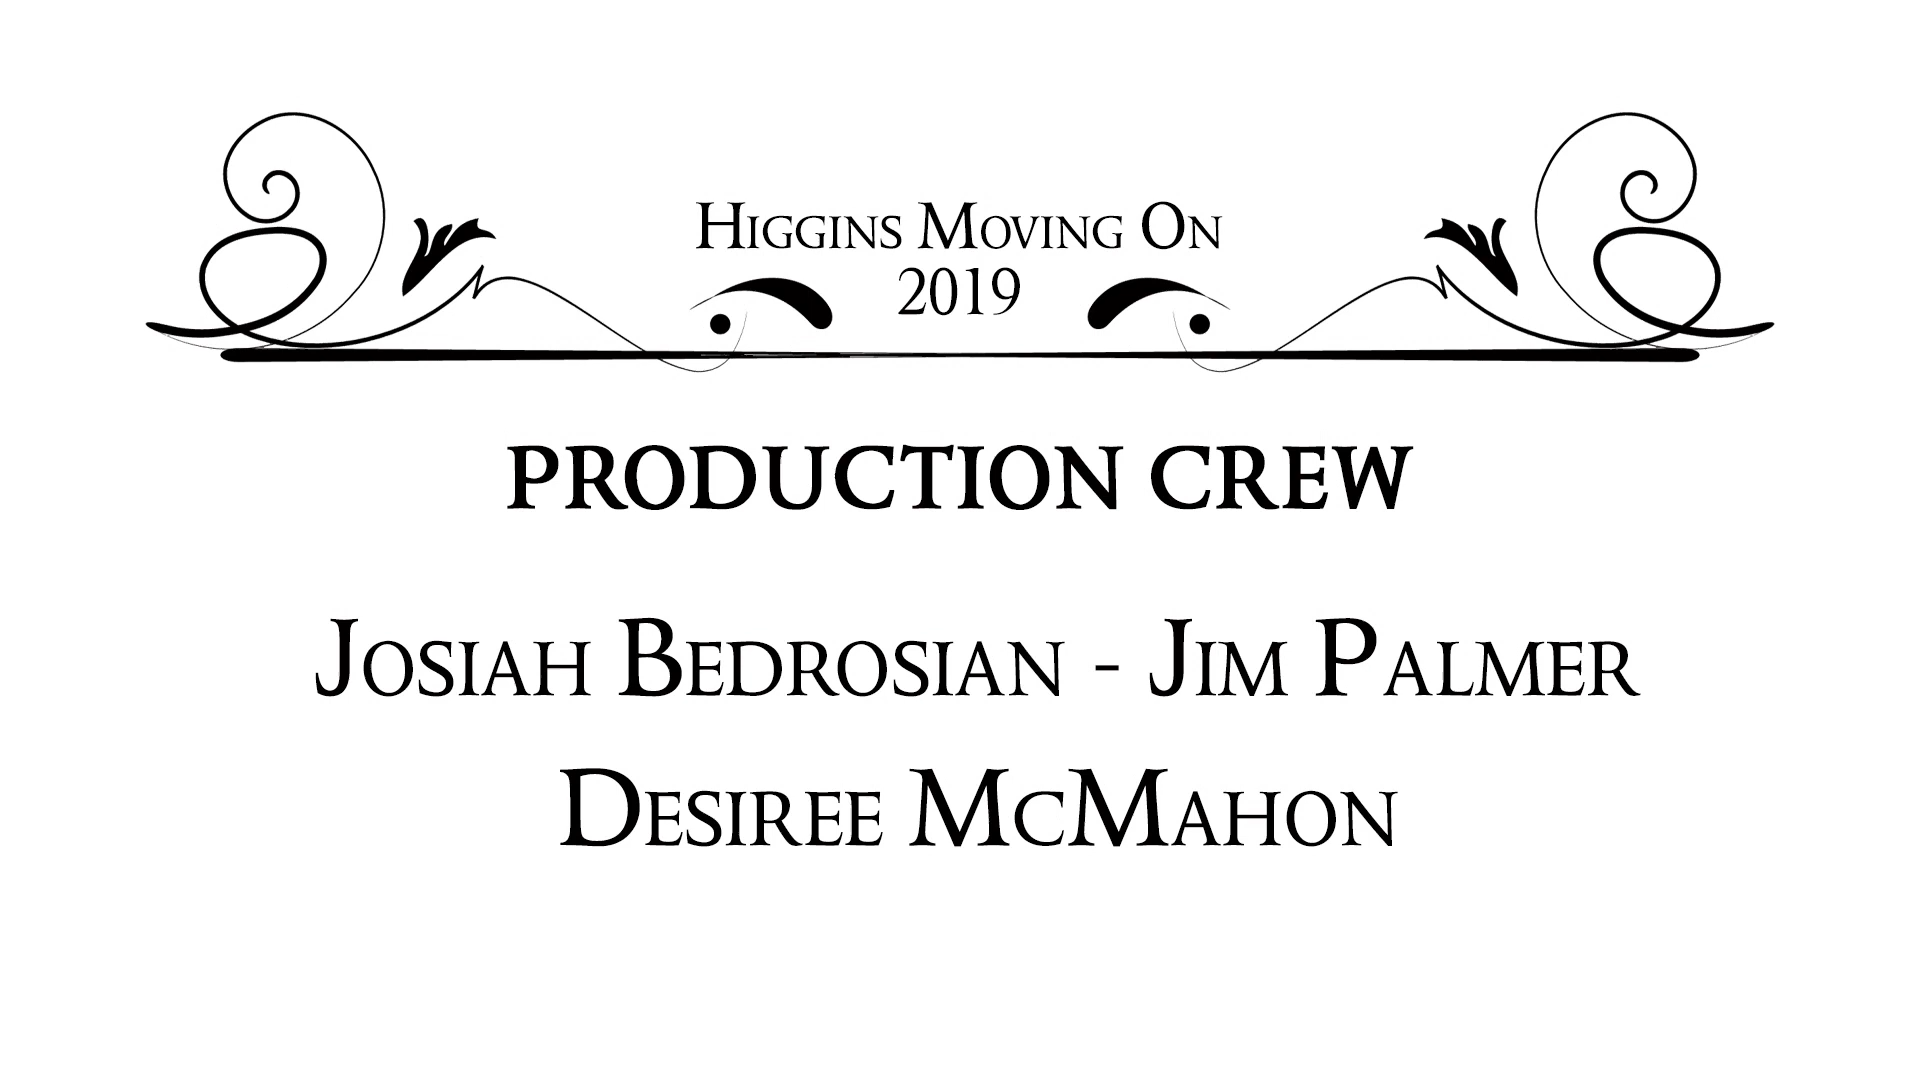 Higgins Moving On
2019
PRODUCTION CREW
Josiah Bedrosian - Jim Palmer
Desiree McMahon